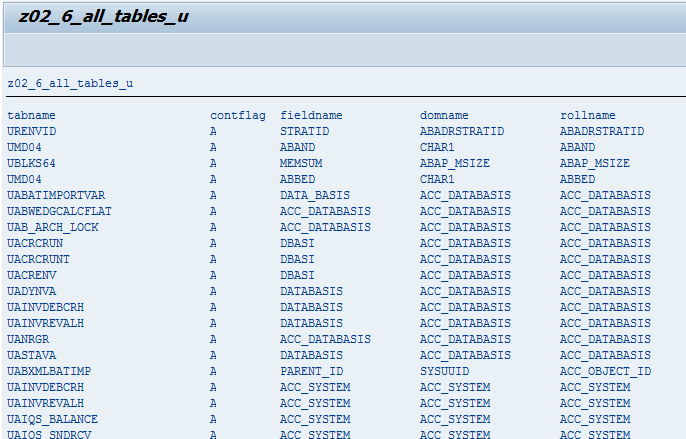 z02_6_all_tables_u
z02_6_all_tables_u
tabname contflag fieldname domname rollname
URENVID A STRATID ABADRSTRATID ABADRSTRATID
UMD04 A ABAND CHAR1 ABAND
UBLKS64 A MEMSUM ABAP_MSIZE ABAP_MSIZE
UMD04 A ABBED CHAR1 ABBED
UABATIMPORTVAR A DATA_BASIS ACC_DATABASIS ACC_DATABASIS
UABWEDGCALCFLAT A ACC_DATABASIS ACC_DATABASIS ACC_DATABASIS
UAB_ARCH_LOCK A ACC_DATABASIS ACC_DATABASIS ACC_DATABASIS
UACRCRUN A DBASI ACC_DATABASIS ACC_DATABASIS
UACRCRUNT A DBASI ACC_DATABASIS ACC_DATABASIS
UACRENV A DBASI ACC_DATABASIS ACC_DATABASIS
UADYNVA A DATABASIS ACC_DATABASIS ACC_DATABASIS
UAINVDEBCRH A DATABASIS ACC_DATABASIS ACC_DATABASIS
UAINVREVALH A DATABASIS ACC_DATABASIS ACC_DATABASIS
UANRGR A ACC_DATABASIS ACC_DATABASIS ACC_DATABASIS
UASTAVA A DATABASIS ACC_DATABASIS ACC_DATABASIS
UABXMLBATIMP A PARENT_ID SYSUUID ACC_OBJECT_ID
UAINVDEBCRH A ACC_SYSTEM ACC_SYSTEM ACC_SYSTEM
UAINVREVALH A ACC_SYSTEM ACC_SYSTEM ACC_SYSTEM
UAIQS_BALANCE A ACC_SYSTEM ACC_SYSTEM ACC_SYSTEM
UAIQS_SNDRCV A ACC_SYSTEM ACC_SYSTEM ACC_SYSTEM